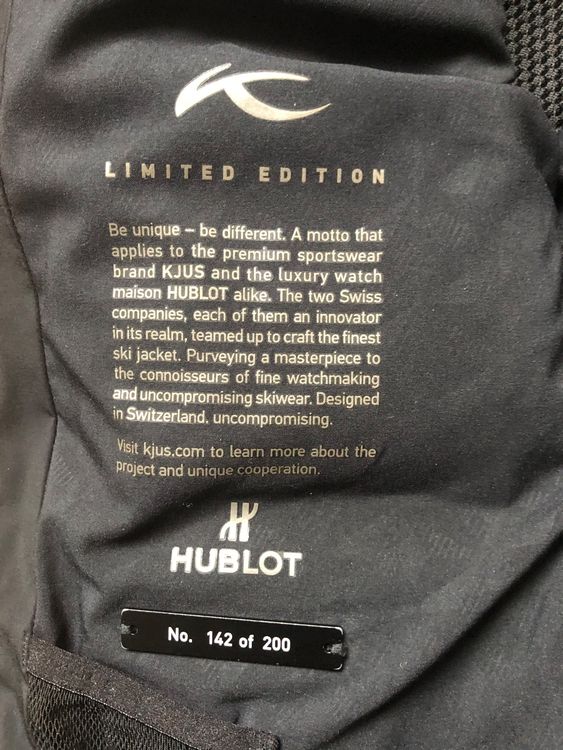 LIMITED EDITION
Be unique – be different. A motto that
applies to the premium sportswear
brand KJUS and the luxury watch
maison HUBLOT alike. The two Swiss
companies, each of them an innovator
in its realm, teamed up to craft the finest
ski jacket. Purveying a masterpiece to
the connoisseurs of fine watchmaking
and uncompromising skiwear. Designed
in Switzerland. uncompromising.
Visit kjus.com to learn more about the
project and unique cooperation.
HUBLOT
No. 142 of 200